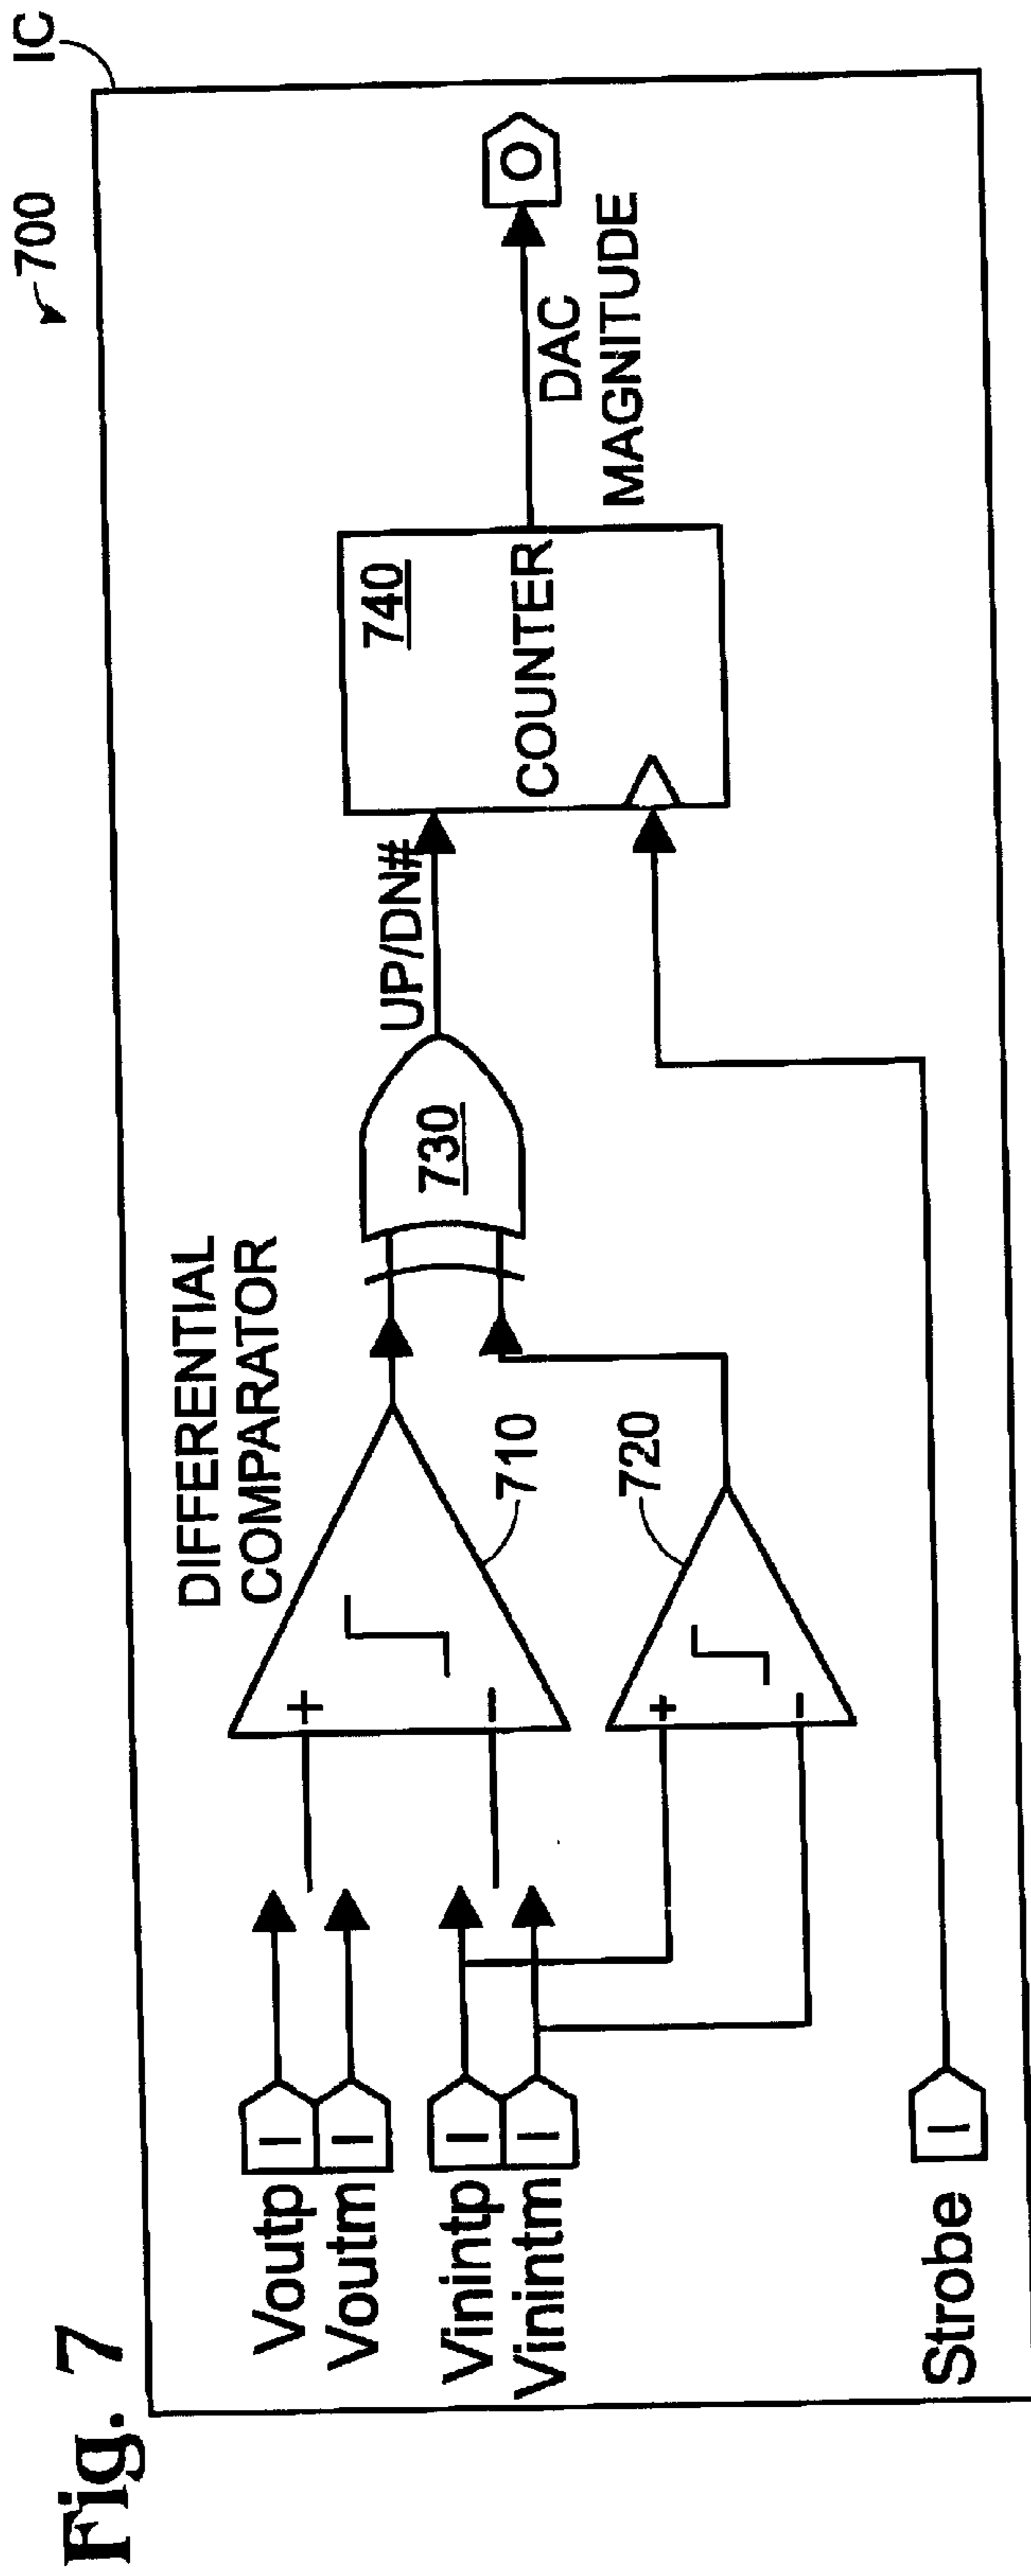 Fig. 7
700
IC
DIFFERENTIAL
COMPARATOR
Voutp
I
Voutm
I
Vinintp
I
Vinintm
I
Strobe
I
+
−
710
+
−
720
730
UP/DN#
740
COUNTER
DAC
MAGNITUDE
O